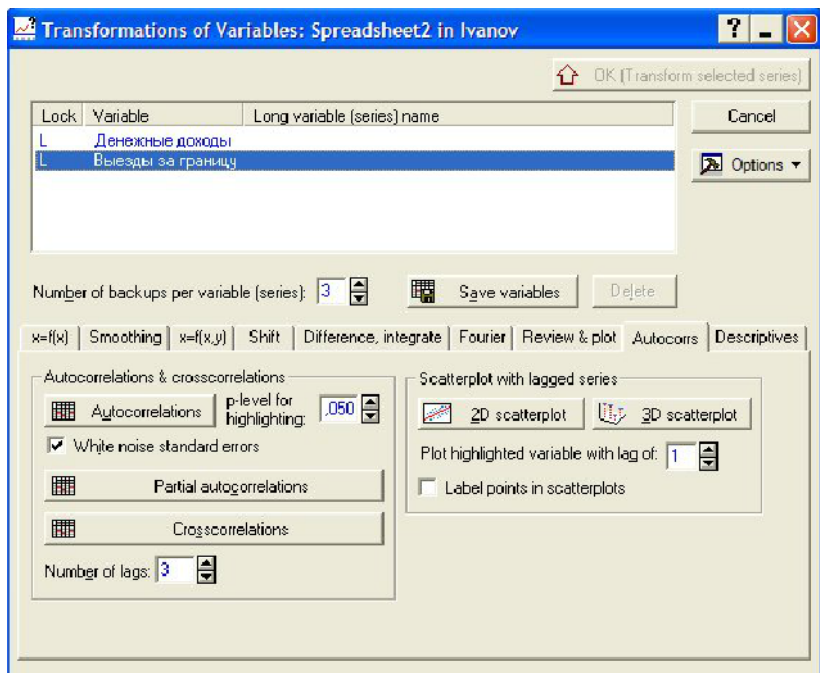 Transformations of Variables: Spreadsheet2 in Ivanov
OK (Transform selected series)
Lock Variable Long variable (series) name
L Денежные доходы
L Выезды за границу
Cancel
Options
Number of backups per variable (series): 3 Save variables Delete
x=f(x) Smoothing x=f(x,y) Shift Difference, integrate Fourier Review & plot Autocorrs Descriptives
Autocorrelations & crosscorrelations
Autocorrelations p-level for highlighting: ,050
White noise standard errors
Partial autocorrelations
Crosscorrelations
Number of lags: 3
Scatterplot with lagged series
2D scatterplot 3D scatterplot
Plot highlighted variable with lag of: 1
Label points in scatterplots